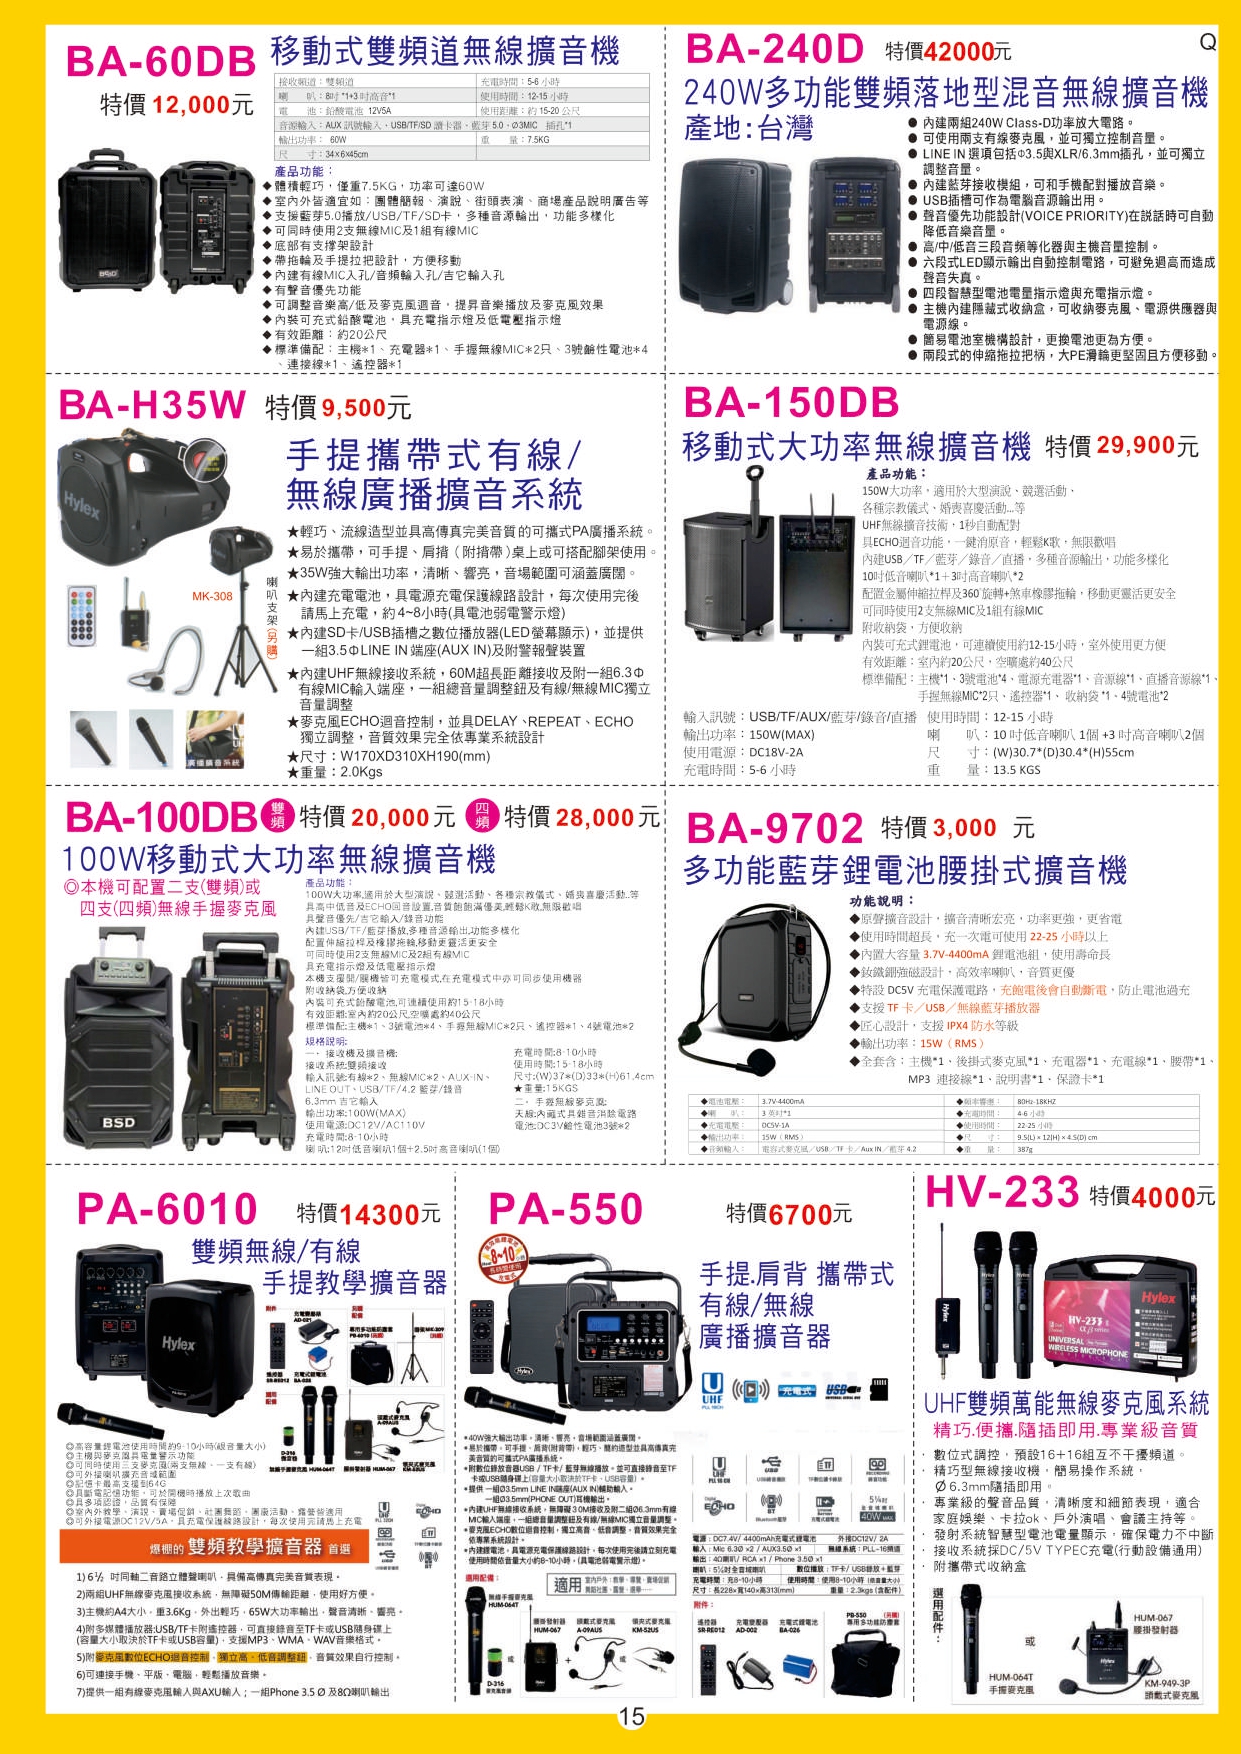 BA-60DB 移動式雙頻道無線擴音機
特價 12,000元
接收頻道：雙頻道 充電時間：5-6 小時
喇　　叭：8吋 *1+3 吋高音*1 使用時間：12-15 小時
電　　池：鉛酸電池 12V5A 使用距離：約 15-20 公尺
音源輸入：AUX 訊號輸入、USB/TF/SD 讀卡器、藍芽 5.0、Ø3MIC 插孔*1
輸出功率： 60W 重　　量：7.5KG
尺　　寸：34×6×45cm
產品功能：
◆體積輕巧，僅重7.5KG，功率可達60W
◆室內外皆適宜如：團體簡報、演說、街頭表演、商場產品說明廣告等
◆支援藍芽5.0播放/USB/TF/SD卡，多種音源輸出，功能多樣化
◆可同時使用2支無線MIC及1組有線MIC
◆底部有支撐架設計
◆帶拖輪及手提拉把設計，方便移動
◆內建有線MIC入孔/音頻輸入孔/吉它輸入孔
◆有聲音優先功能
◆可調整音樂高/低及麥克風迴音，提昇音樂播放及麥克風效果
◆內裝可充式鉛酸電池，具充電指示燈及低電壓指示燈
◆有效距離：約20公尺
◆標準備配：主機*1、充電器*1、手握無線MIC*2只、3號鹼性電池*4
、連接線*1、遙控器*1
BA-240D 特價42000元
Q
240W多功能雙頻落地型混音無線擴音機
產地:台灣
● 內建兩組240W Class-D功率放大電路。
● 可使用兩支有線麥克風，並可獨立控制音量。
● LINE IN 選項包括Φ3.5與XLR/6.3mm插孔，並可獨立
調整音量。
● 內建藍芽接收模組，可和手機配對播放音樂。
● USB插槽可作為電腦音源輸出用。
● 聲音優先功能設計(VOICE PRIORITY)在說話時可自動
降低音樂音量。
● 高/中/低音三段音頻等化器與主機音量控制。
● 六段式LED顯示輸出自動控制電路，可避免過高而造成
聲音失真。
● 四段智慧型電池電量指示燈與充電指示燈。
● 主機內建隱藏式收納盒，可收納麥克風、電源供應器與
電源線。
● 簡易電池室機構設計，更換電池更為方便。
● 兩段式的伸縮拖拉把柄，大PE滑輪更堅固且方便移動。
BA-H35W 特價 9,500元
手提攜帶式有線/
無線廣播擴音系統
Hylex
MK-308
喇叭支架(另購)
廣播擴音系統
★輕巧、流線造型並具高傳真完美音質的可攜式PA廣播系統。
★易於攜帶，可手提、肩揹（附揹帶）桌上或可搭配腳架使用。
★35W強大輸出功率，清晰、響亮，音場範圍可涵蓋廣闊。
★內建充電電池，具電源充電保護線路設計，每次使用完後
請馬上充電，約4~8小時(具電池弱電警示燈)
★內建SD卡/USB插槽之數位播放器(LED螢幕顯示)，並提供
一組3.5ΦLINE IN端座(AUX IN)及附警報聲裝置
★內建UHF無線接收系統，60M超長距離接收及附一組6.3Φ
有線MIC輸入端座，一組總音量調整鈕及有線/無線MIC獨立
音量調整
★麥克風ECHO迴音控制，並具DELAY、REPEAT、ECHO
獨立調整，音質效果完全依專業系統設計
★尺寸：W170XD310XH190(mm)
★重量：2.0Kgs
BA-150DB
移動式大功率無線擴音機 特價 29,900元
產品功能：
150W大功率，適用於大型演說、競選活動、
各種宗教儀式、婚喪喜慶活動...等
UHF無線擴音技術，1秒自動配對
具ECHO迴音功能，一鍵消原音，輕鬆K歌，無限歡唱
內建USB／TF／藍芽／錄音／直播，多種音源輸出，功能多樣化
10吋低音喇叭*1＋3吋高音喇叭*2
配置金屬伸縮拉桿及360°旋轉+煞車橡膠拖輪，移動更靈活更安全
可同時使用2支無線MIC及1組有線MIC
附收納袋，方便收納
內裝可充式鋰電池，可連續使用約12-15小時，室外使用更方便
有效距離：室內約20公尺，空曠處約40公尺
標準備配：主機*1、3號電池*4、電源充電器*1、音源線*1、直播音源線*1、
手握無線MIC*2只、遙控器*1、 收納袋 *1、4號電池*2
輸入訊號：USB/TF/AUX/藍芽/錄音/直播 使用時間：12-15 小時
輸出功率：150W(MAX) 喇　　叭：10 吋低音喇叭 1個 +3 吋高音喇叭2個
使用電源：DC18V-2A 尺　　寸：(W)30.7*(D)30.4*(H)55cm
充電時間：5-6 小時 重　　量：13.5 KGS
BA-100DB 雙頻 特價 20,000元 四頻 特價 28,000元
100W移動式大功率無線擴音機
◎本機可配置二支(雙頻)或
四支(四頻)無線手握麥克風
BSD
產品功能：
100W大功率,適用於大型演說、競選活動、各種宗教儀式、婚喪喜慶活動..等
具高中低音及ECHO回音設置,音質飽飽滿優美,輕鬆K歌,無限歡唱
具聲音優先/吉它輸入/錄音功能
內建USB/TF/藍芽播放,多種音源輸出,功能多樣化
配置伸縮拉桿及橡膠拖輪,移動更靈活更安全
可同時使用2支無線MIC及2組有線MIC
具充電指示燈及低電壓指示燈
本機支援開/關機皆可充電模式,在充電模式中亦可同步使用機器
附收納袋,方便收納
內裝可充式鉛酸電池,可連續使用約15-18小時
有效距離:室內約20公尺,空曠處約40公尺
標準備配:主機*1、3號電池*4、手握無線MIC*2只、遙控器*1、4號電池*2
規格說明:
一．接收機及擴音機:
接收系統:雙頻接收
輸入訊號:有線*2、無線MIC*2、AUX-IN、
LINE OUT、USB/TF/4.2 藍芽/錄音
6.3mm 吉它輸入
輸出功率:100W(MAX)
使用電源:DC12V/AC110V
充電時間:8-10小時
喇 叭:12吋低音喇叭1個+2.5吋高音喇叭(1個)
充電時間:8-10小時
使用時間:15-18小時
尺寸:(W)37*(D)33*(H)61.4cm
★重量:15KGS
二．手握無線麥克風:
天線:內藏式具雜音消除電路
電池:DC3V鹼性電池3號*2
BA-9702 特價 3,000 元
多功能藍芽鋰電池腰掛式擴音機
功能說明：
◆原聲擴音設計，擴音清晰宏亮，功率更強，更省電
◆使用時間超長，充一次電可使用 22-25 小時以上
◆內置大容量 3.7V-4400mA 鋰電池組，使用壽命長
◆釹鐵錋強磁設計，高效率喇叭，音質更優
◆特設 DC5V 充電保護電路，充飽電後會自動斷電，防止電池過充
◆支援 TF 卡／USB／無線藍芽播放器
◆匠心設計，支援 IPX4 防水等級
◆輸出功率：15W（RMS）
◆全套含：主機*1、後掛式麥克風*1、充電器*1、充電線*1、腰帶*1、
MP3 連接線*1、說明書*1、保證卡*1
◆電池電壓： 3.7V-4400mA ◆頻率響應： 80Hz-18KHZ
◆喇　　叭： 3 英吋*1 ◆充電時間： 4-6 小時
◆充電電壓： DC5V-1A ◆使用時間： 22-25 小時
◆輸出功率： 15W（RMS） ◆尺　　寸： 9.5(L)×12(H)×4.5(D) cm
◆音頻輸入： 電容式麥克風／USB／TF 卡／Aux IN／藍芽 4.2 ◆重　　量： 387g
PA-6010 特價14300元
雙頻無線/有線
手提教學擴音器
Hylex
◎高容量鋰電池使用時間約9-10小時(視音量大小)
◎主機與麥克風具電量警示功能
◎可同時使用三支麥克風(兩支無線、一支有線)
◎可外接喇叭擴充音域範圍
◎記憶卡最高支援到64G
◎具斷電記憶功能，可於開機時播放上次歌曲
◎具多項認證，品質有保障
◎室內外教學、演說、賣場促銷、社團舞蹈、團康活動、露營皆適用
◎可外接電源DC12V/5A，具充電保護線路設計，每次使用完請馬上充電
爆棚的 雙頻教學擴音器 首選
1) 6½ 吋同軸二音路立體聲喇叭，具備高傳真完美音質表現。
2)兩組UHF無線麥克風接收系統，無障礙50M傳輸距離，使用好方便。
3)主機約A4大小，重3.6Kg，外出輕巧，65W大功率輸出，聲音清晰、響亮。
4)附多媒體播放器:USB/TF卡附遙控器，可直接錄音至TF卡或USB隨身碟上
(容量大小取決於TF卡或USB容量)，支援MP3、WMA、WAV音樂格式。
5)附麥克風數位ECHO迴音控制，獨立高、低音調整鈕，音質效果自行控制。
6)可連接手機、平版、電腦，輕鬆播放音樂。
7)提供一組有線麥克風輸入與AXU輸入；一組Phone 3.5 Ø 及8Ω喇叭輸出
PA-550 特價6700元
8~10小時
手提.肩背 攜帶式
有線/無線
廣播擴音器
UHF
PLL 16CH
充電式
USB
•40W強大輸出功率，清晰、響亮，音場範圍涵蓋廣闊。
•易於攜帶，可手提、肩背(附背帶)，輕巧、簡約造型並具高傳真完
美音質的可攜式PA廣播系統。
•附數位錄放音器USB / TF卡/ 藍芽無線播放。並可直接錄音至TF
卡或USB隨身碟上(容量大小取決於TF卡、USB容量)。
•提供 一組Ø3.5mm LINE IN端座(AUX IN)輔助輸入。
一組Ø3.5mm(PHONE OUT)耳機輸出。
•內建UHF無線接收系統，無障礙30M接收及附二組Ø6.3mm有線
MIC輸入端座，一組總音量調整鈕及有線/無線MIC獨立音量調整。
•麥克風ECHO數位迴音控制，獨立高音、低音調整，音質效果完全
依專業系統設計。
•內建鋰電池，具電源充電保護線路設計，每次使用完後請立刻充電
使用時間依音量大小約8-10小時。(具電池弱電警示燈)。
電源：DC7.4V/ 4400mAh充電式鋰電池 外接DC12V/ 2A
輸入：Mic 6.3Ø ×2 / AUX3.5Ø ×1 無線系統：PLL-16頻道
輸出：4Ω喇叭/ RCA ×1 / Phone 3.5Ø ×1
喇叭：5¼吋全音域喇叭 數位播放：TF卡/ USB錄放＋藍芽
充電時間：充8-10小時 使用時間：使用8-10小時
尺寸：長228×寬140×高313(mm) 重量：2.3kgs (含配件)
選用配備：
適用
無線手握麥克風
HUM-064T
腰掛發射器
HUM-067
頭戴式麥克風
A-09AUS
領夾式麥克風
KM-52US
D-316
附件：
遙控器
SR-RE012
充電變壓器
AD-002
充電式鋰電池
BA-026
PB-550
專用多功能防塵套
HV-233 特價4000元
Hylex
HV-233
UNIVERSAL
WIRELESS MICROPHONE
UHF雙頻萬能無線麥克風系統
精巧.便攜.隨插即用.專業級音質
· 數位式調控，預設16+16組互不干擾頻道。
· 精巧型無線接收機，簡易操作系統，
Ø 6.3mm隨插即用。
· 專業級的聲音品質，清晰度和細節表現，適合
家庭娛樂、卡拉ok、戶外演唱、會議主持等。
· 發射系統智慧型電池電量顯示，確保電力不中斷
· 接收系統採DC/5V TYPEC充電(行動設備通用)
· 附攜帶式收納盒
選用配件：
HUM-064T
手握麥克風
或
HUM-067
腰掛發射器
KM-949-3P
頭戴式麥克風
15